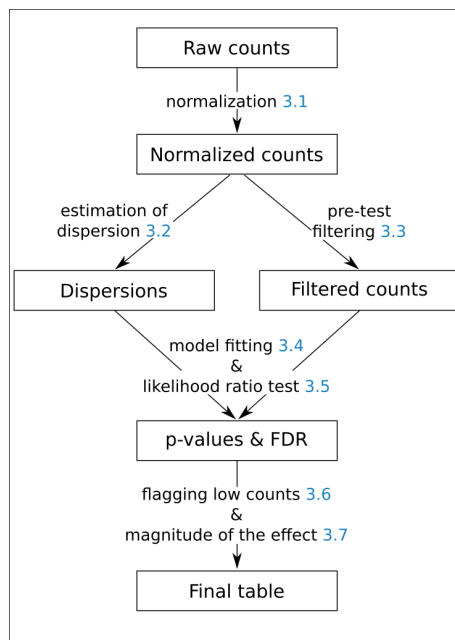 Raw counts
normalization 3.1
Normalized counts
estimation of
dispersion 3.2
pre-test
filtering 3.3
Dispersions
Filtered counts
model fitting 3.4
&
likelihood ratio test 3.5
p-values & FDR
flagging low counts 3.6
&
magnitude of the effect 3.7
Final table